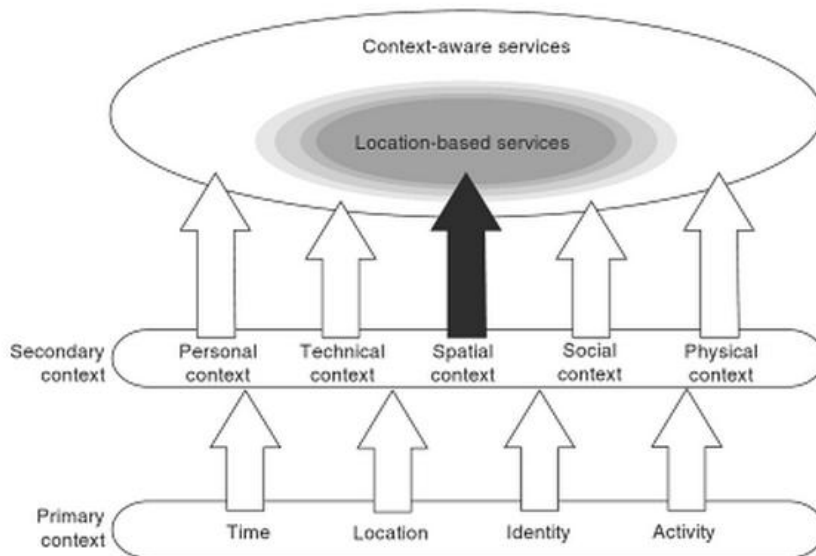 Context-aware services
Location-based services
Secondary context
Personal context
Technical context
Spatial context
Social context
Physical context
Primary context
Time
Location
Identity
Activity